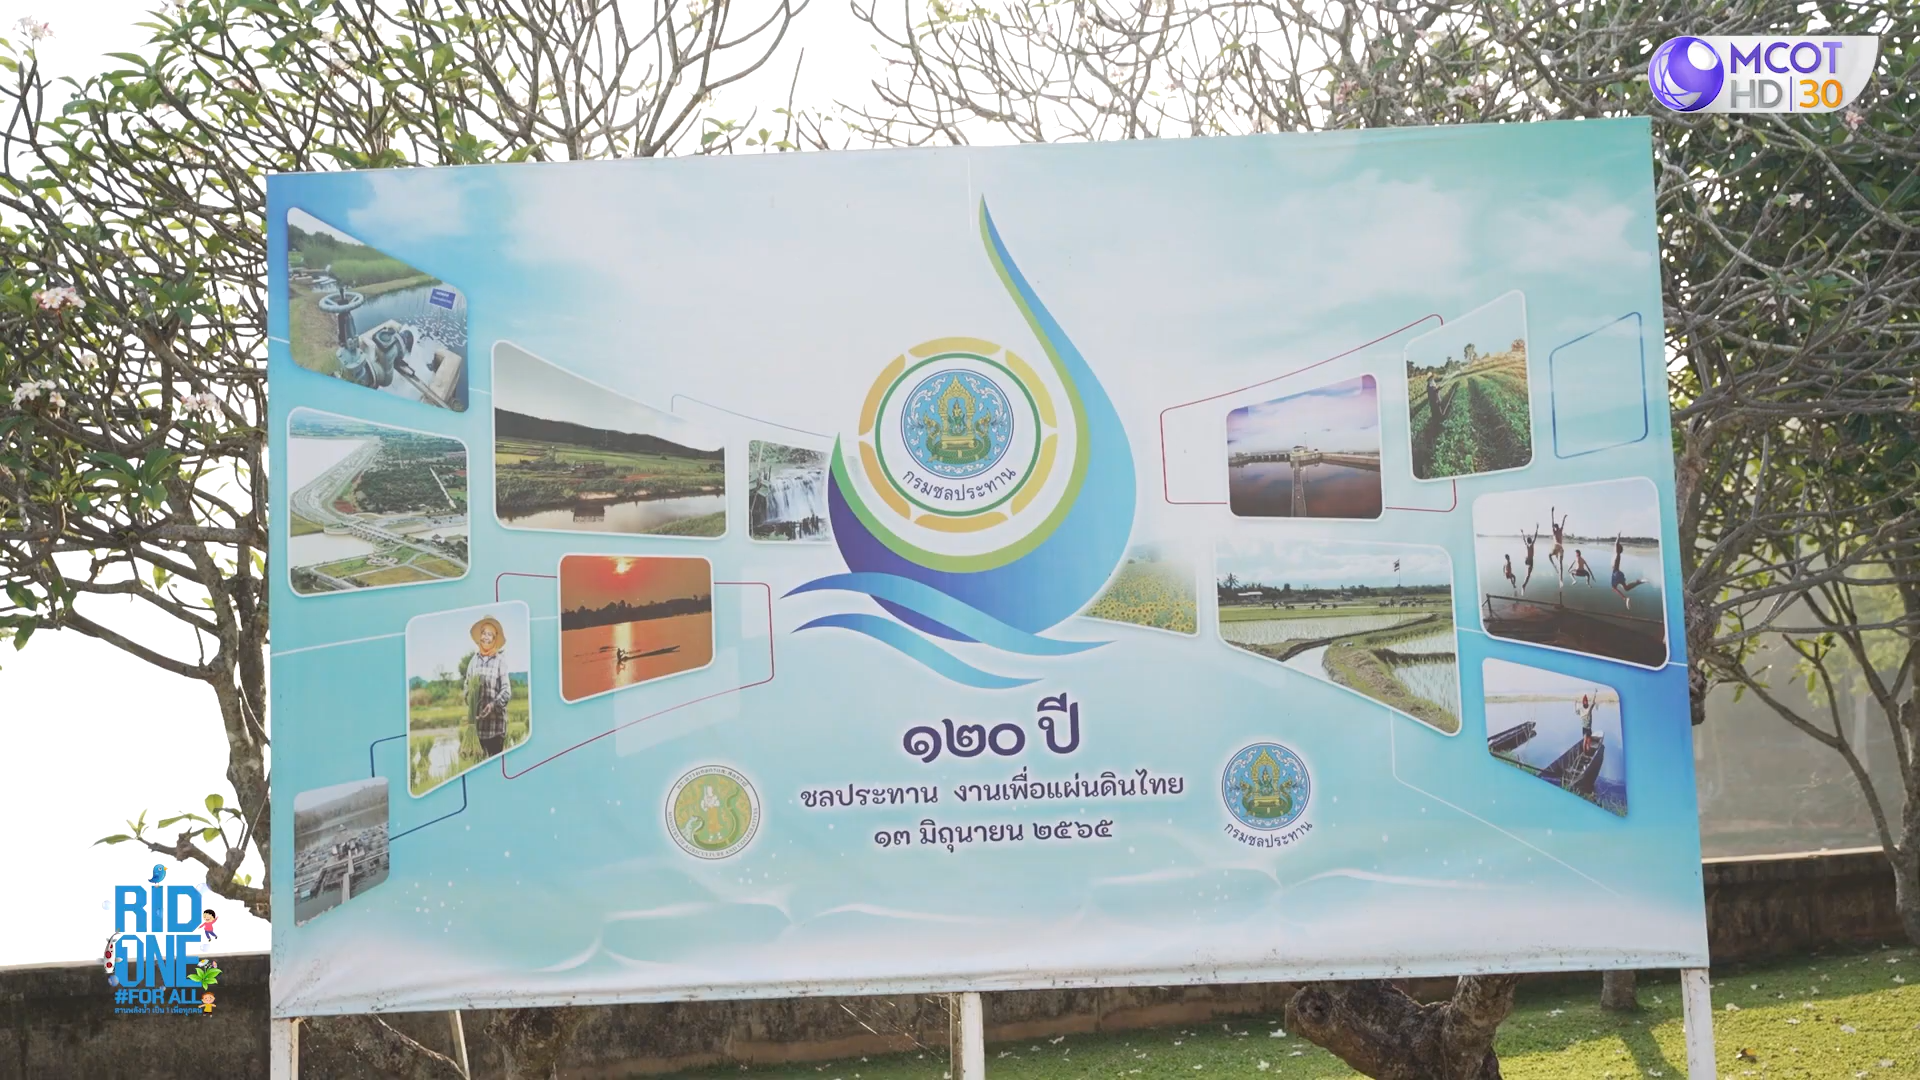 MCOT
HD 30
กรมชลประทาน
๑๒๐ ปี
ชลประทาน งานเพื่อแผ่นดินไทย
๑๓ มิถุนายน ๒๕๖๕
กรมชลประทาน
RID
ONE
#FOR ALL